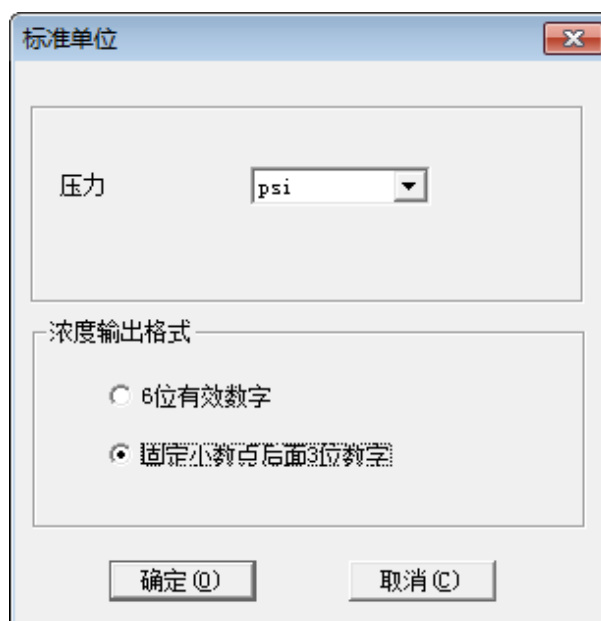 标准单位
压力
psi
浓度输出格式
6位有效数字
固定小数点后面3位数字
确定(O)
取消(C)